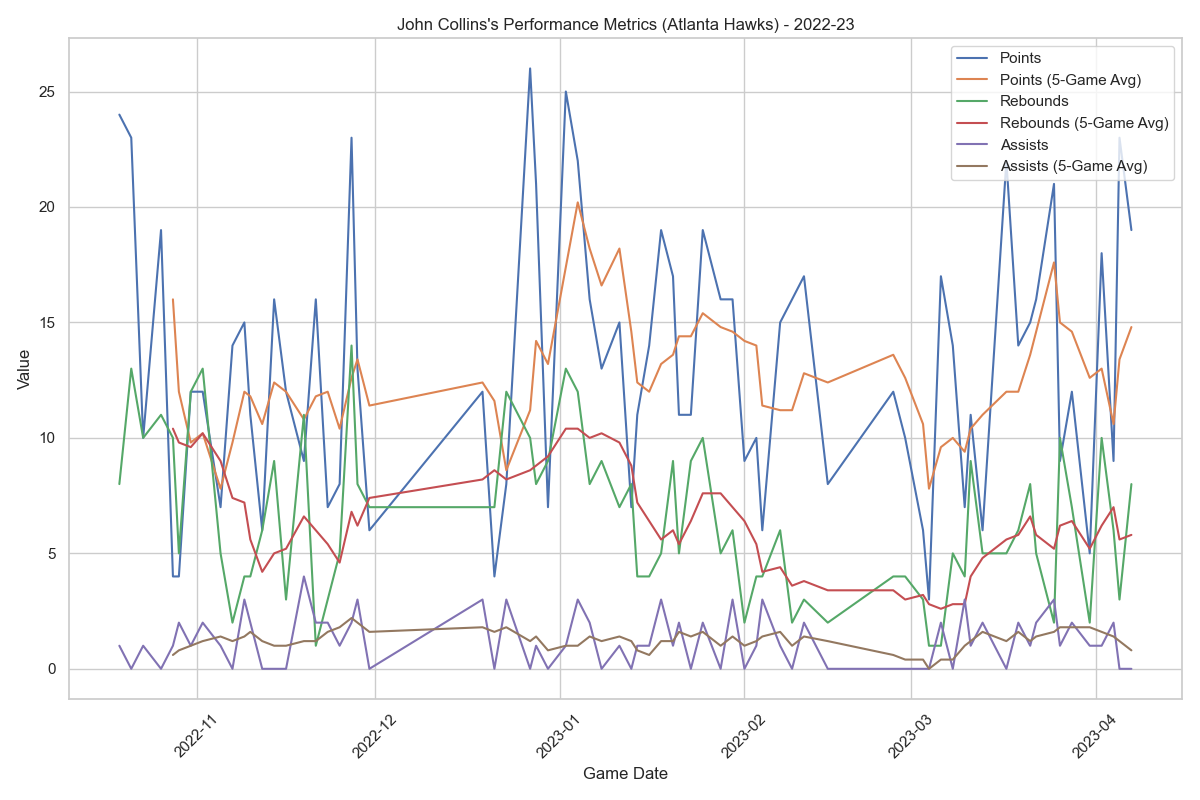 John Collins's Performance Metrics (Atlanta Hawks) - 2022-23
Points
Points (5-Game Avg)
Rebounds
Rebounds (5-Game Avg)
Assists
Assists (5-Game Avg)
Value
25
20
15
10
5
0
2022-11
2022-12
2023-01
2023-02
2023-03
2023-04
Game Date